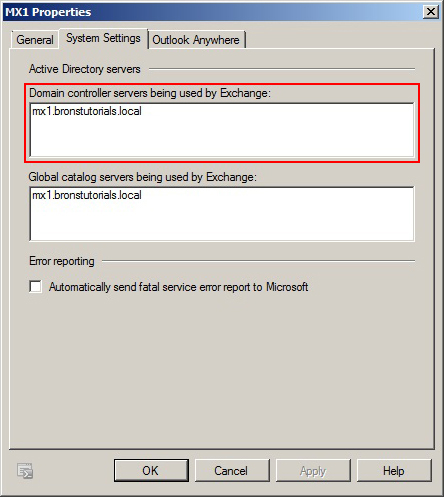 MX1 Properties
General System Settings Outlook Anywhere
Active Directory servers
Domain controller servers being used by Exchange:
mx1.bronstutorials.local
Global catalog servers being used by Exchange:
mx1.bronstutorials.local
Error reporting
Automatically send fatal service error report to Microsoft
OK Cancel Apply Help